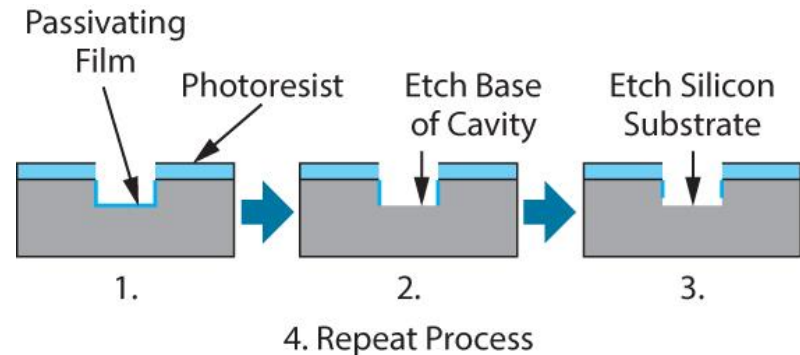 Passivating
Film
Photoresist
Etch Base
of Cavity
Etch Silicon
Substrate
1.
2.
3.
4. Repeat Process